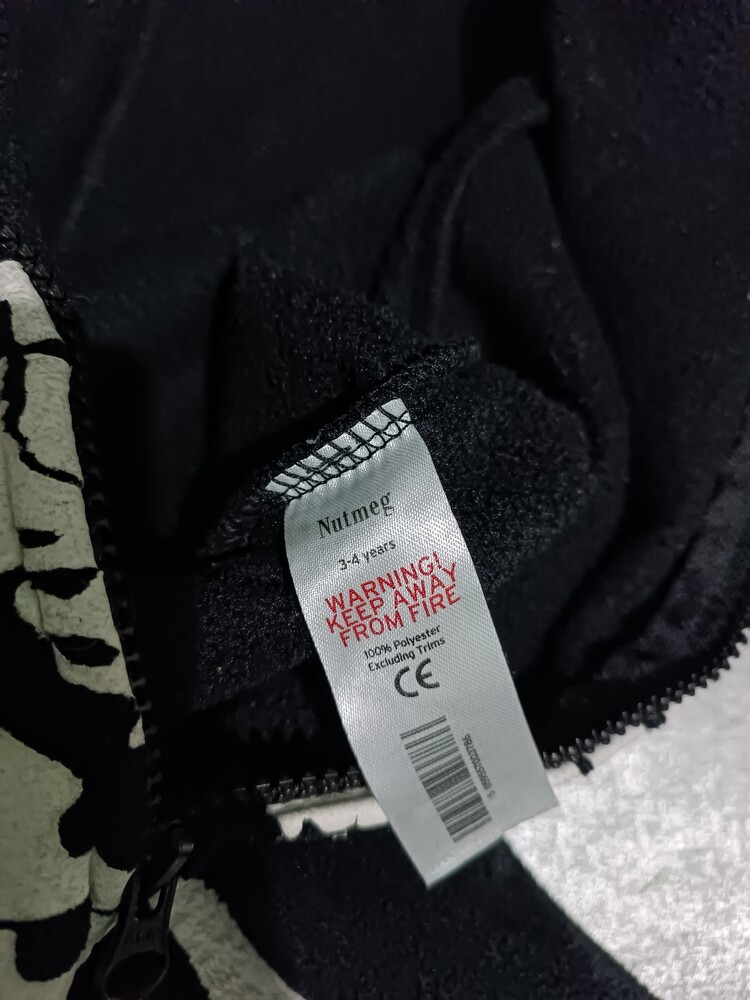 Nutmeg
3-4 years
WARNING!
KEEP AWAY
FROM FIRE
100% Polyester
Excluding Trims
CE